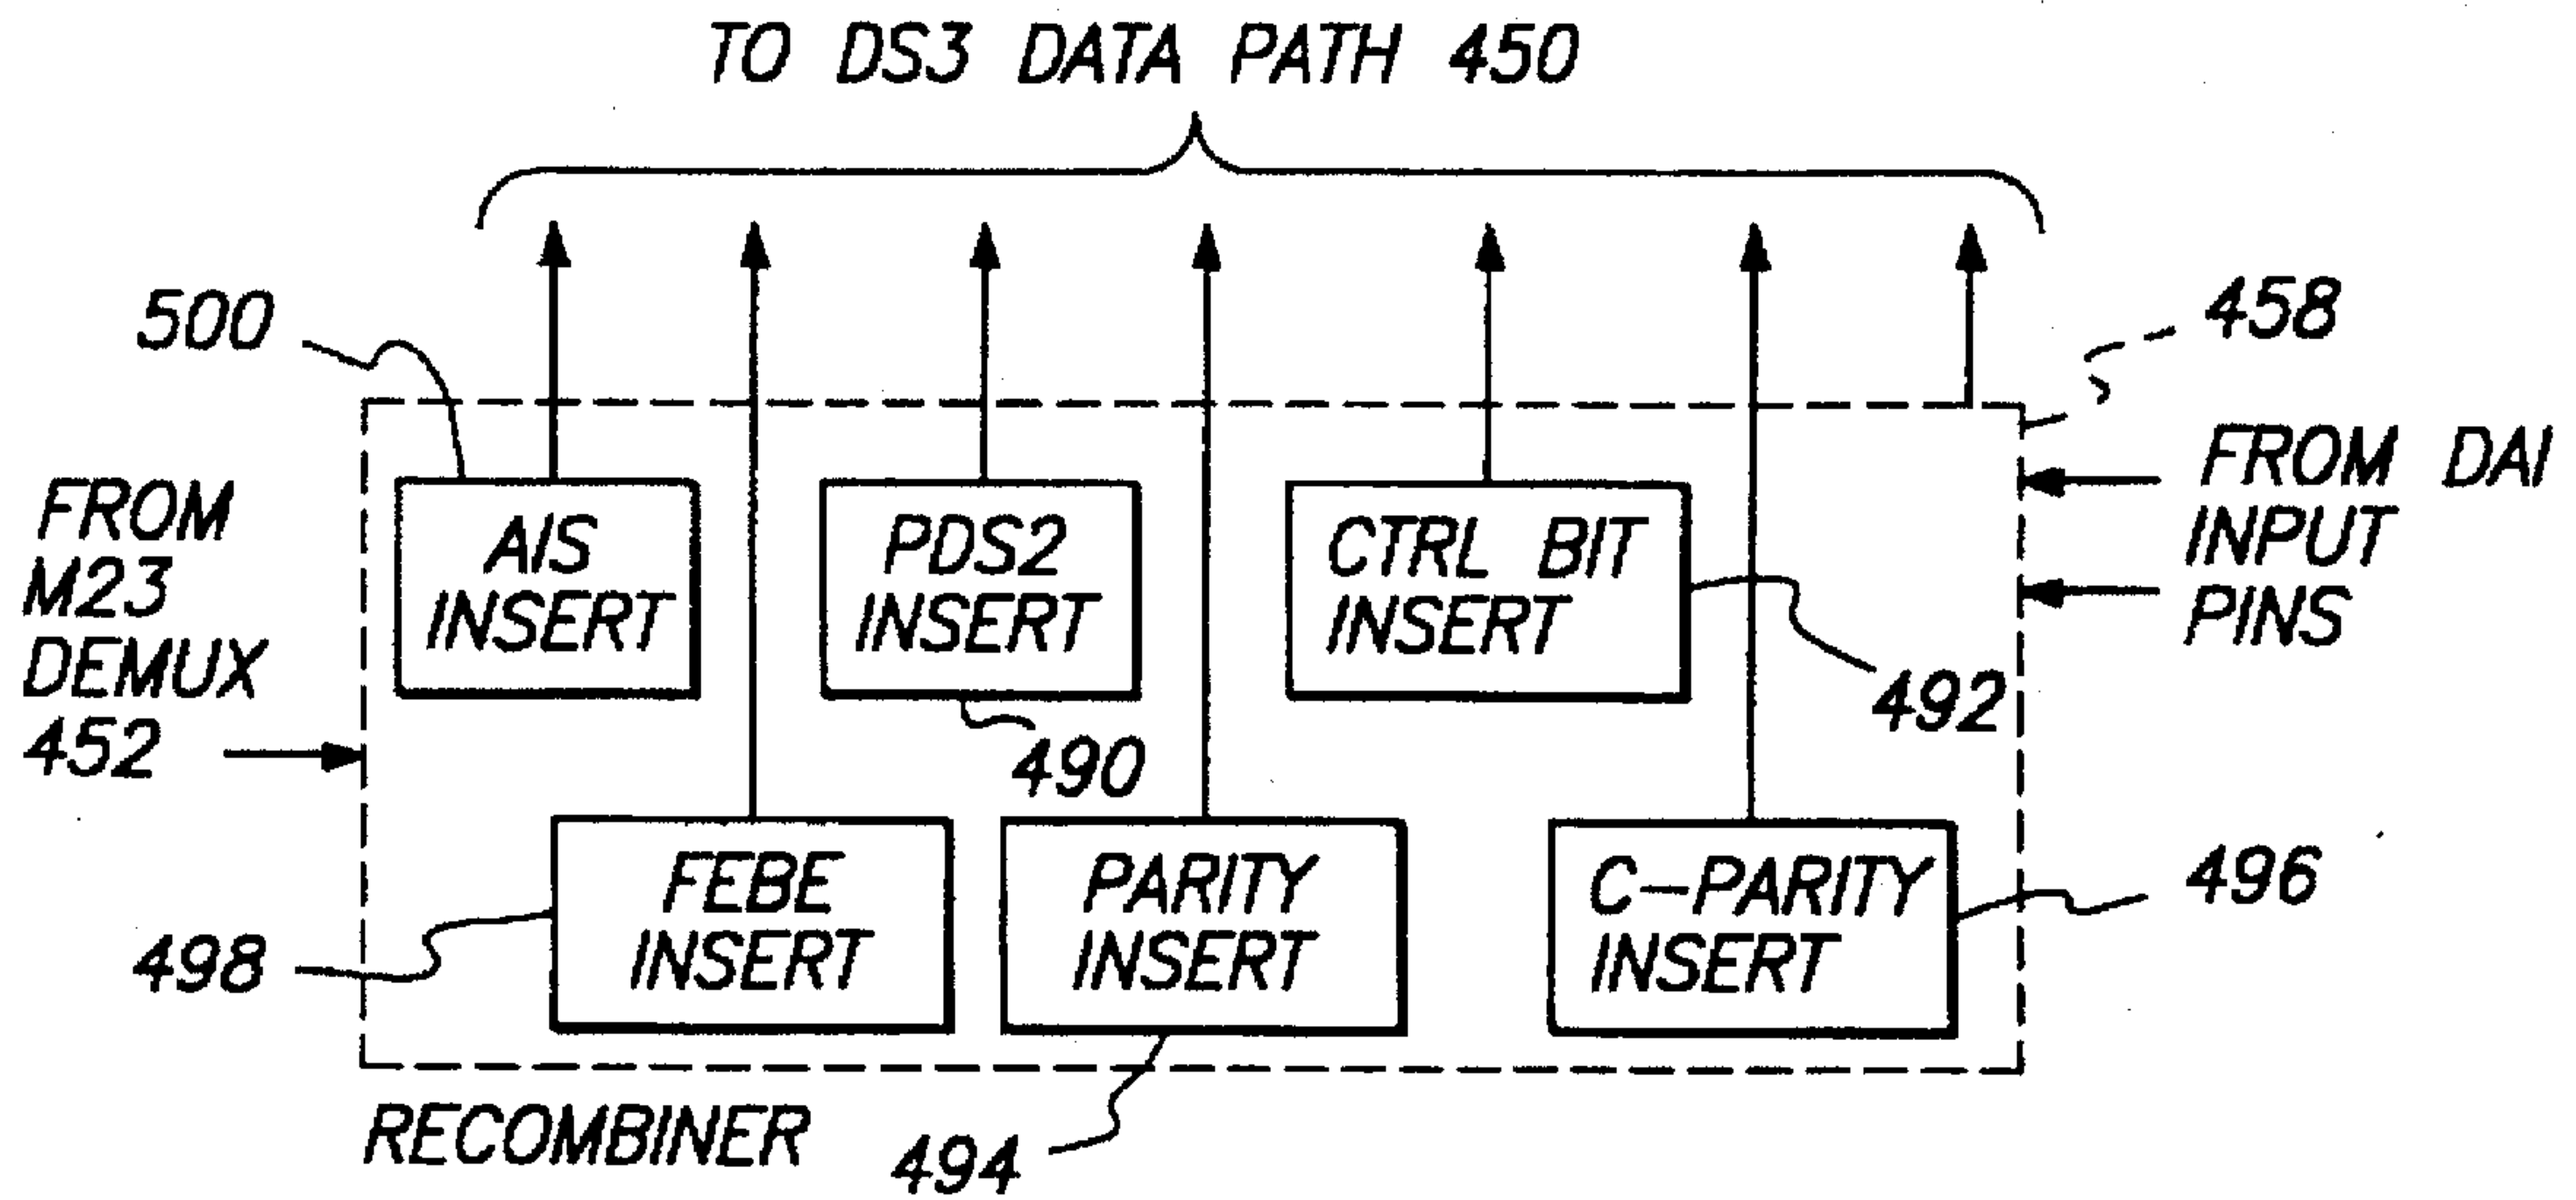 TO DS3 DATA PATH 450
500
458
FROM
M23
DEMUX
452
AIS
INSERT
PDS2
INSERT
490
CTRL BIT
INSERT
492
FROM DAI
INPUT
PINS
498
FEBE
INSERT
PARITY
INSERT
C-PARITY
INSERT
496
RECOMBINER
494